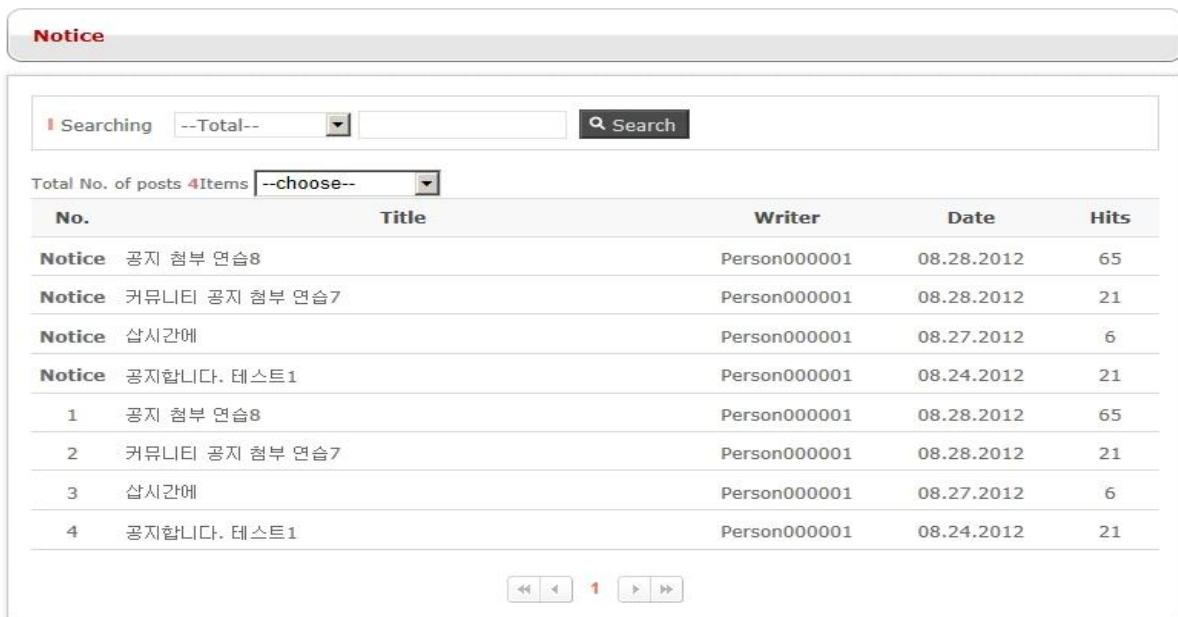 Notice
Searching --Total-- Search
Total No. of posts 4Items --choose--
No. Title Writer Date Hits
Notice 공지 첨부 연습8 Person000001 08.28.2012 65
Notice 커뮤니티 공지 첨부 연습7 Person000001 08.28.2012 21
Notice 삽시간에 Person000001 08.27.2012 6
Notice 공지합니다. 테스트1 Person000001 08.24.2012 21
1 공지 첨부 연습8 Person000001 08.28.2012 65
2 커뮤니티 공지 첨부 연습7 Person000001 08.28.2012 21
3 삽시간에 Person000001 08.27.2012 6
4 공지합니다. 테스트1 Person000001 08.24.2012 21
1